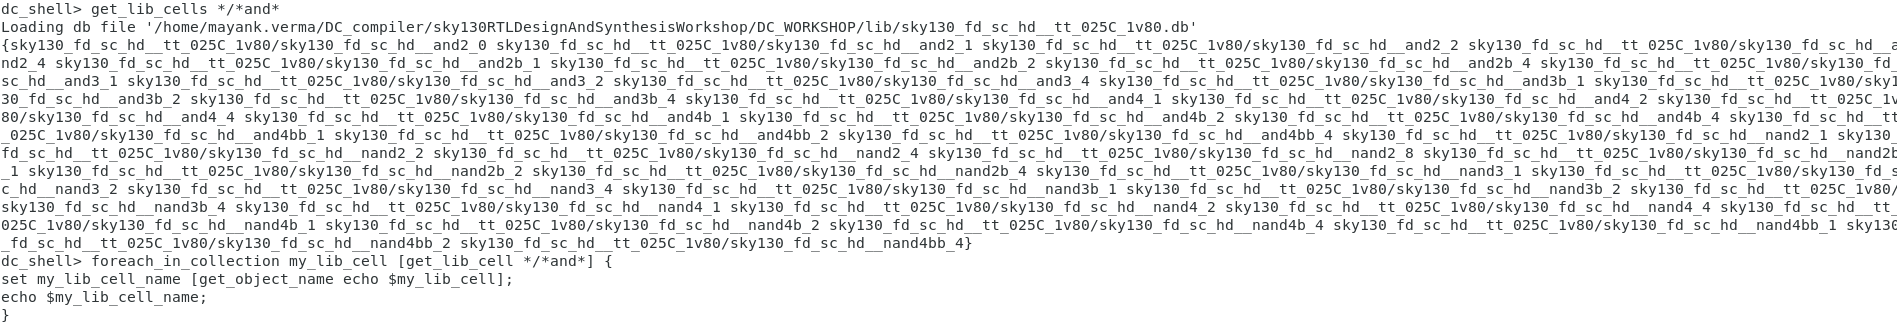 dc_shell> get_lib_cells */*and*
Loading db file '/home/mayank.verma/DC_compiler/sky130RTLDesignAndSynthesisWorkshop/DC_WORKSHOP/lib/sky130_fd_sc_hd__tt_025C_1v80.db'
{sky130_fd_sc_hd__tt_025C_1v80/sky130_fd_sc_hd__and2_0 sky130_fd_sc_hd__tt_025C_1v80/sky130_fd_sc_hd__and2_1 sky130_fd_sc_hd__tt_025C_1v80/sky130_fd_sc_hd__and2_2 sky130_fd_sc_hd__tt_025C_1v80/sky130_fd_sc_hd__a
nd2_4 sky130_fd_sc_hd__tt_025C_1v80/sky130_fd_sc_hd__and2b_1 sky130_fd_sc_hd__tt_025C_1v80/sky130_fd_sc_hd__and2b_2 sky130_fd_sc_hd__tt_025C_1v80/sky130_fd_sc_hd__and2b_4 sky130_fd_sc_hd__tt_025C_1v80/sky130_fd_
sc_hd__and3_1 sky130_fd_sc_hd__tt_025C_1v80/sky130_fd_sc_hd__and3_2 sky130_fd_sc_hd__tt_025C_1v80/sky130_fd_sc_hd__and3_4 sky130_fd_sc_hd__tt_025C_1v80/sky130_fd_sc_hd__and3b_1 sky130_fd_sc_hd__tt_025C_1v80/sky1
30_fd_sc_hd__and3b_2 sky130_fd_sc_hd__tt_025C_1v80/sky130_fd_sc_hd__and3b_4 sky130_fd_sc_hd__tt_025C_1v80/sky130_fd_sc_hd__and4_1 sky130_fd_sc_hd__tt_025C_1v80/sky130_fd_sc_hd__and4_2 sky130_fd_sc_hd__tt_025C_1v
80/sky130_fd_sc_hd__and4_4 sky130_fd_sc_hd__tt_025C_1v80/sky130_fd_sc_hd__and4b_1 sky130_fd_sc_hd__tt_025C_1v80/sky130_fd_sc_hd__and4b_2 sky130_fd_sc_hd__tt_025C_1v80/sky130_fd_sc_hd__and4b_4 sky130_fd_sc_hd__tt
_025C_1v80/sky130_fd_sc_hd__and4bb_1 sky130_fd_sc_hd__tt_025C_1v80/sky130_fd_sc_hd__and4bb_2 sky130_fd_sc_hd__tt_025C_1v80/sky130_fd_sc_hd__and4bb_4 sky130_fd_sc_hd__tt_025C_1v80/sky130_fd_sc_hd__nand2_1 sky130_
fd_sc_hd__tt_025C_1v80/sky130_fd_sc_hd__nand2_2 sky130_fd_sc_hd__tt_025C_1v80/sky130_fd_sc_hd__nand2_4 sky130_fd_sc_hd__tt_025C_1v80/sky130_fd_sc_hd__nand2_8 sky130_fd_sc_hd__tt_025C_1v80/sky130_fd_sc_hd__nand2b
_1 sky130_fd_sc_hd__tt_025C_1v80/sky130_fd_sc_hd__nand2b_2 sky130_fd_sc_hd__tt_025C_1v80/sky130_fd_sc_hd__nand2b_4 sky130_fd_sc_hd__tt_025C_1v80/sky130_fd_sc_hd__nand3_1 sky130_fd_sc_hd__tt_025C_1v80/sky130_fd_s
c_hd__nand3_2 sky130_fd_sc_hd__tt_025C_1v80/sky130_fd_sc_hd__nand3_4 sky130_fd_sc_hd__tt_025C_1v80/sky130_fd_sc_hd__nand3b_1 sky130_fd_sc_hd__tt_025C_1v80/sky130_fd_sc_hd__nand3b_2 sky130_fd_sc_hd__tt_025C_1v80/
sky130_fd_sc_hd__nand3b_4 sky130_fd_sc_hd__tt_025C_1v80/sky130_fd_sc_hd__nand4_1 sky130_fd_sc_hd__tt_025C_1v80/sky130_fd_sc_hd__nand4_2 sky130_fd_sc_hd__tt_025C_1v80/sky130_fd_sc_hd__nand4_4 sky130_fd_sc_hd__tt_
025C_1v80/sky130_fd_sc_hd__nand4b_1 sky130_fd_sc_hd__tt_025C_1v80/sky130_fd_sc_hd__nand4b_2 sky130_fd_sc_hd__tt_025C_1v80/sky130_fd_sc_hd__nand4b_4 sky130_fd_sc_hd__tt_025C_1v80/sky130_fd_sc_hd__nand4bb_1 sky130
_fd_sc_hd__tt_025C_1v80/sky130_fd_sc_hd__nand4bb_2 sky130_fd_sc_hd__tt_025C_1v80/sky130_fd_sc_hd__nand4bb_4}
dc_shell> foreach_in_collection my_lib_cell [get_lib_cell */*and*] {
set my_lib_cell_name [get_object_name echo $my_lib_cell];
echo $my_lib_cell_name;
}